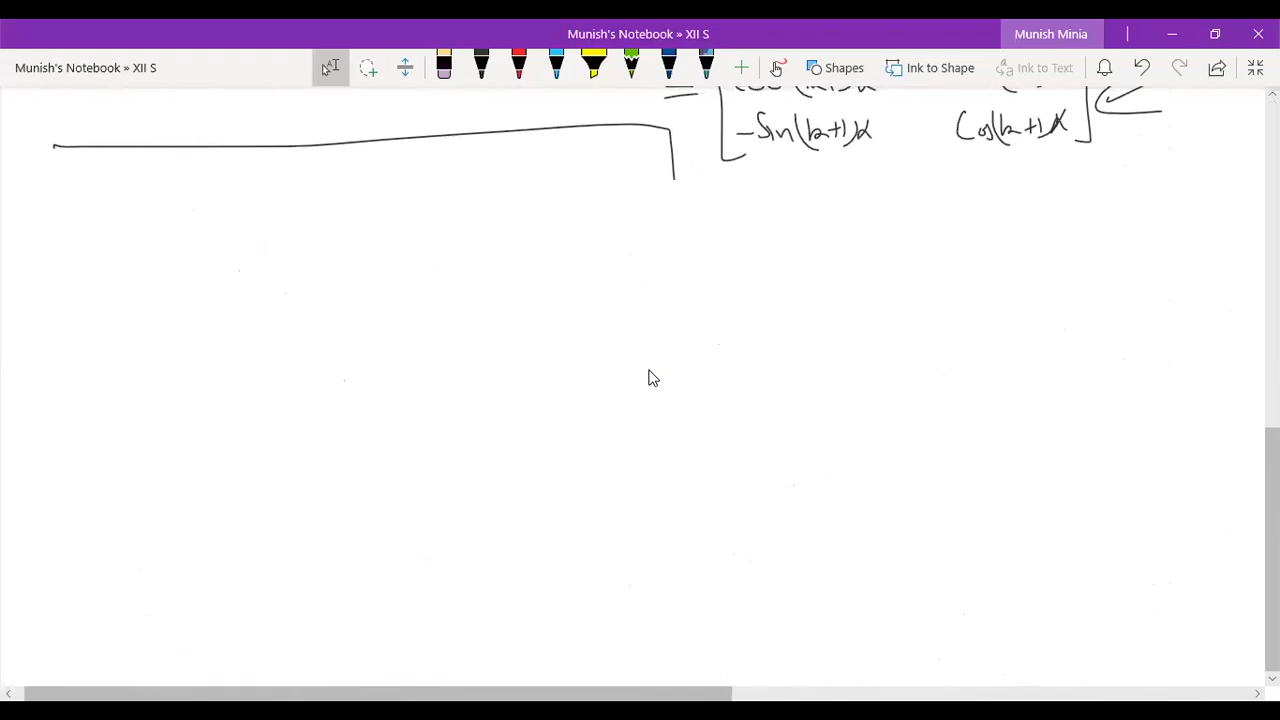 Munish's Notebook » XII S
Munish Minia
Munish's Notebook » XII S
Shapes
Ink to Shape
Ink to Text
-Sin(k+1)α Cos(k+1)α